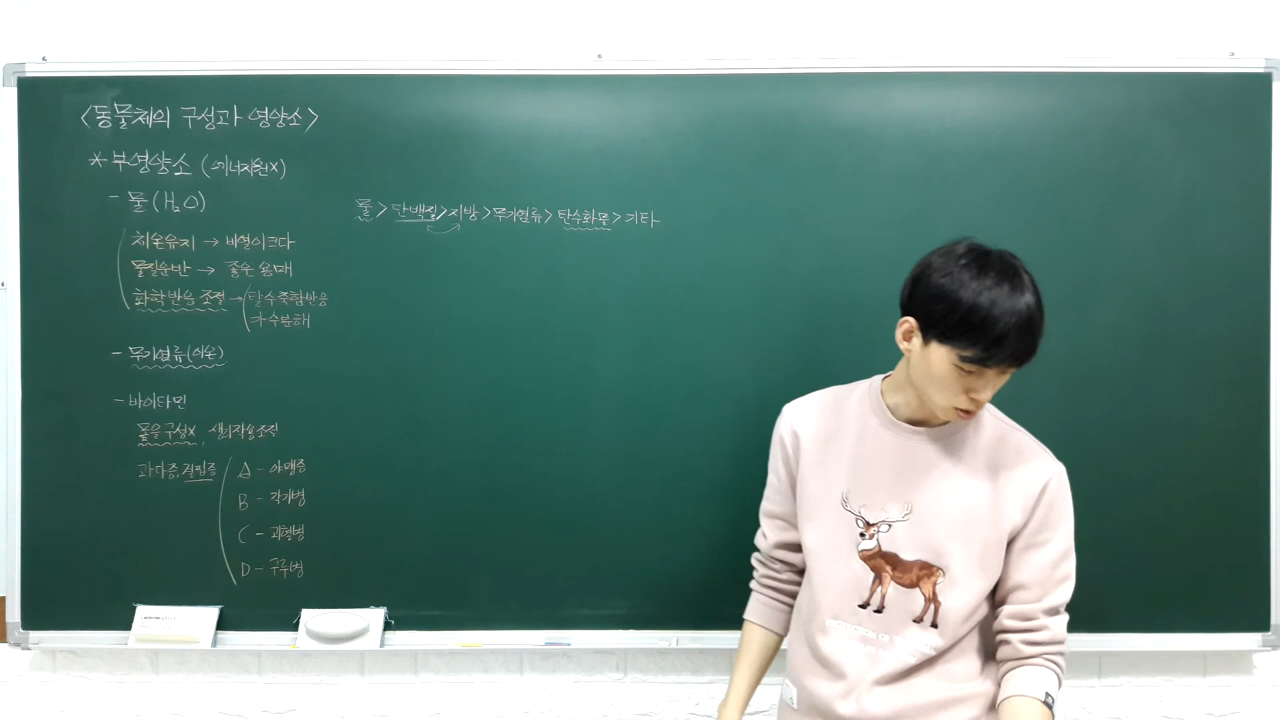 <동물체의 구성과 영양소>
* 부영양소 (에너지원X)
- 물(H₂O)
체온유지 → 비열이크다
물질운반 → 좋은 용매
화학반응 조절 → 탈수축합반응
가수분해
- 무기염류(이온)
- 바이타민
몸을 구성X, 생리작용조절
과다증, 결핍증
A - 야맹증
B - 각기병
C - 괴혈병
D - 구루병
물 > 단백질 > 지방 > 무기염류 > 탄수화물 > 기타